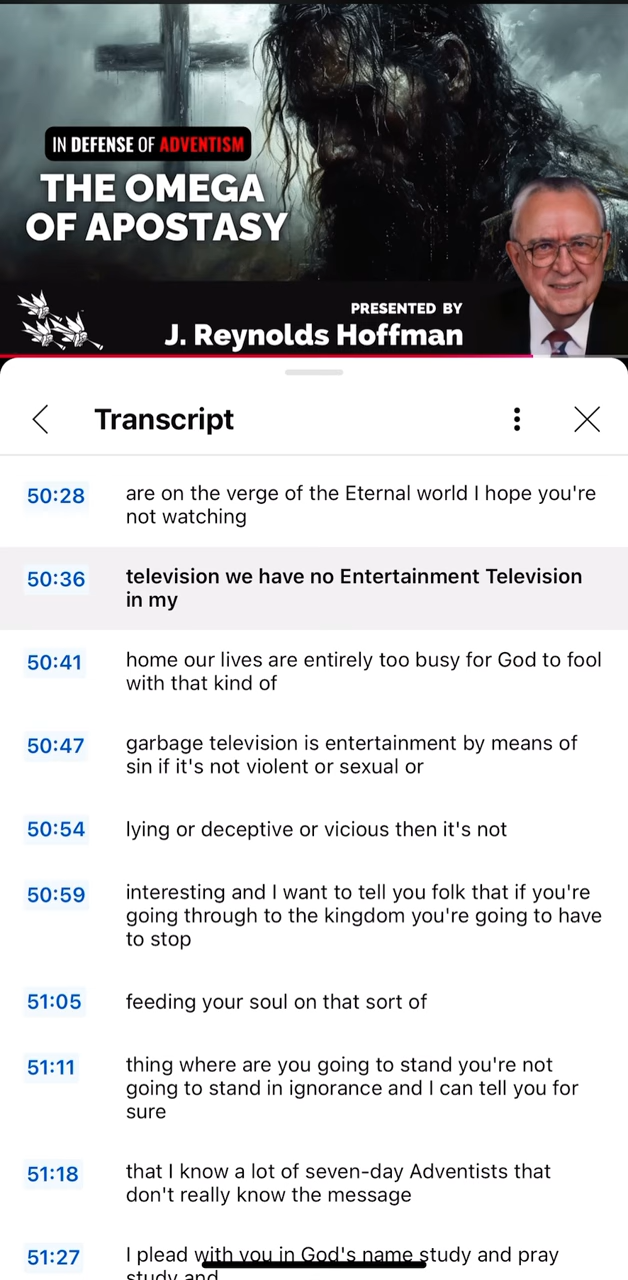 IN DEFENSE OF ADVENTISM
THE OMEGA
OF APOSTASY
PRESENTED BY
J. Reynolds Hoffman
Transcript
50:28
are on the verge of the Eternal world I hope you're
not watching
50:36
television we have no Entertainment Television
in my
50:41
home our lives are entirely too busy for God to fool
with that kind of
50:47
garbage television is entertainment by means of
sin if it's not violent or sexual or
50:54
lying or deceptive or vicious then it's not
50:59
interesting and I want to tell you folk that if you're
going through to the kingdom you're going to have
to stop
51:05
feeding your soul on that sort of
51:11
thing where are you going to stand you're not
going to stand in ignorance and I can tell you for
sure
51:18
that I know a lot of seven-day Adventists that
don't really know the message
51:27
I plead with you in God's name study and pray
study and